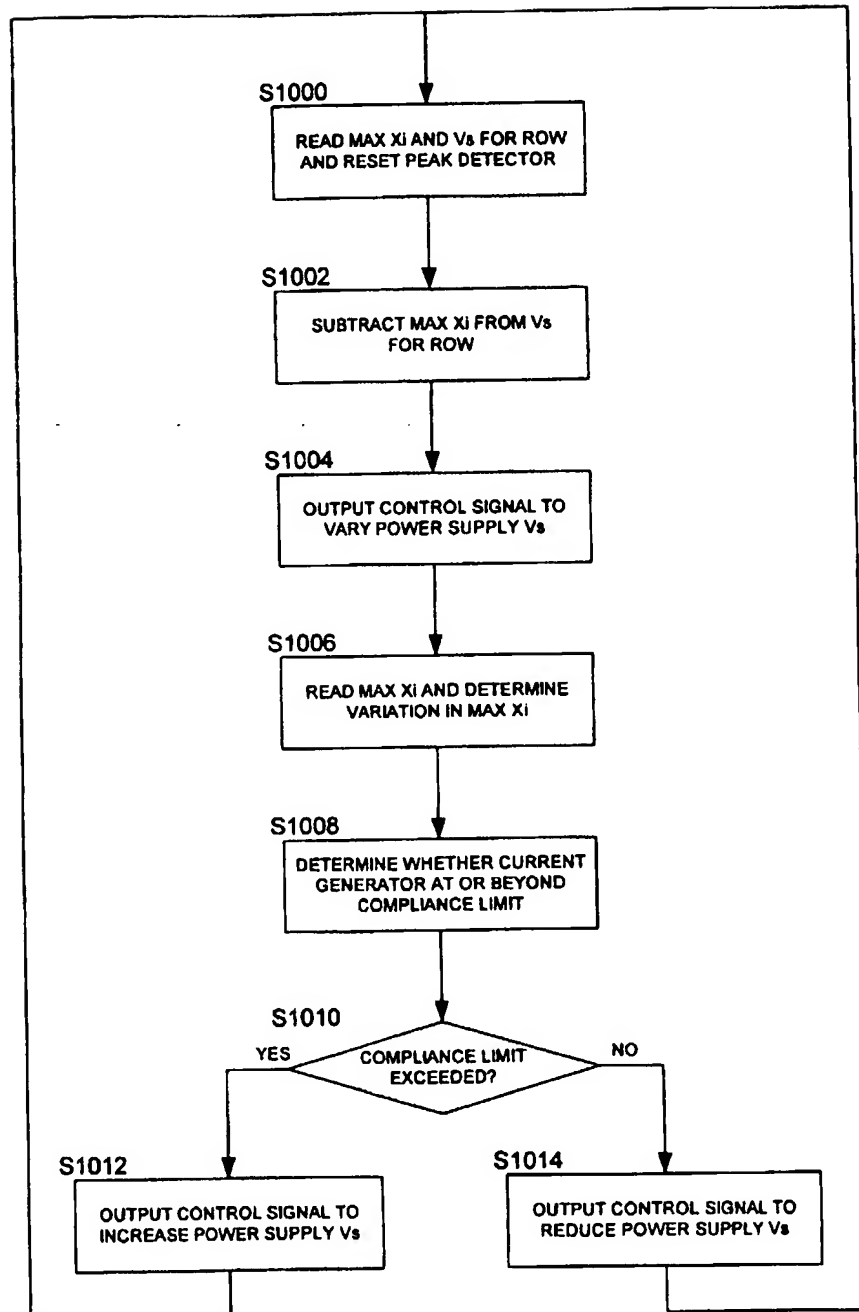 S1000
READ MAX Xi AND Vs FOR ROW
AND RESET PEAK DETECTOR
S1002
SUBTRACT MAX Xi FROM Vs
FOR ROW
S1004
OUTPUT CONTROL SIGNAL TO
VARY POWER SUPPLY Vs
S1006
READ MAX Xi AND DETERMINE
VARIATION IN MAX Xi
S1008
DETERMINE WHETHER CURRENT
GENERATOR AT OR BEYOND
COMPLIANCE LIMIT
S1010
YES
COMPLIANCE LIMIT
EXCEEDED?
NO
S1012
OUTPUT CONTROL SIGNAL TO
INCREASE POWER SUPPLY Vs
S1014
OUTPUT CONTROL SIGNAL TO
REDUCE POWER SUPPLY Vs